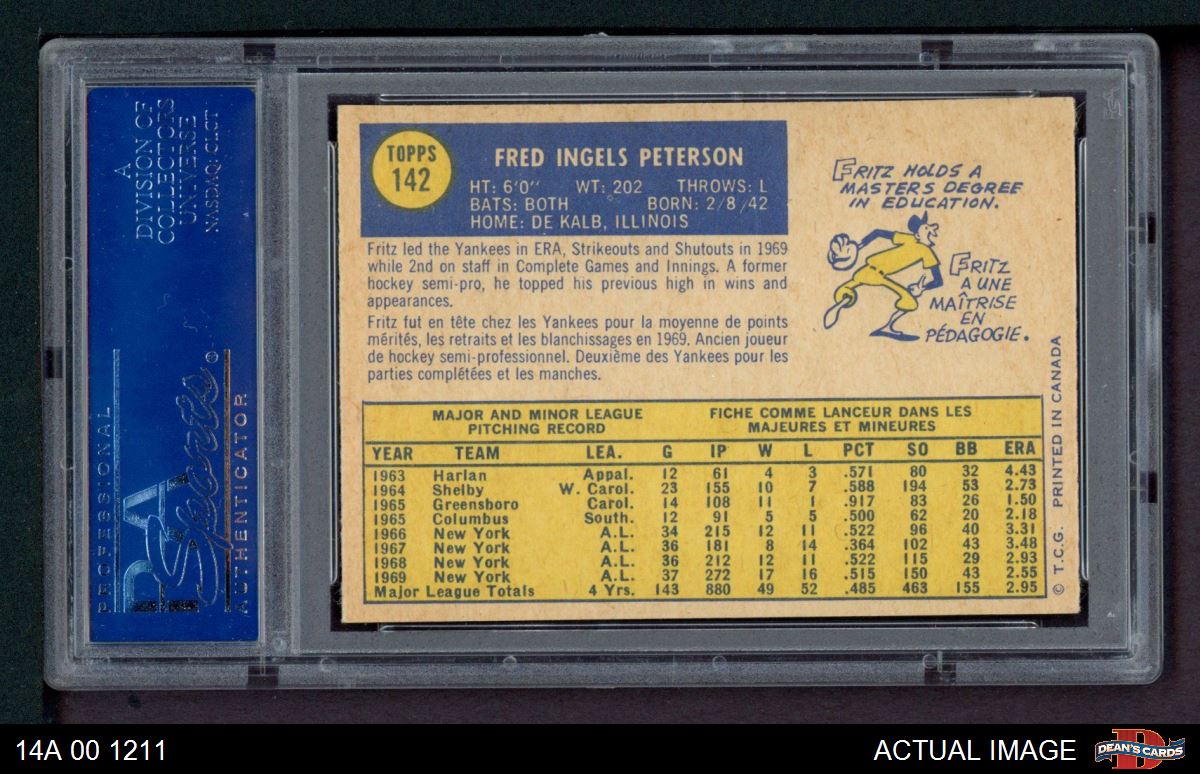 A
DIVISION OF
COLLECTORS
UNIVERSE
NASDAQ: CLCT
PROFESSIONAL
PSA
Sports ®
AUTHENTICATOR
TOPPS
142
FRED INGELS PETERSON
HT: 6'0" WT: 202 THROWS: L
BATS: BOTH BORN: 2/8/42
HOME: DE KALB, ILLINOIS
Fritz led the Yankees in ERA, Strikeouts and Shutouts in 1969
while 2nd on staff in Complete Games and Innings. A former
hockey semi-pro, he topped his previous high in wins and
appearances.
Fritz fut en tête chez les Yankees pour la moyenne de points
mérités, les retraits et les blanchissages en 1969. Ancien joueur
de hockey semi-professionnel. Deuxième des Yankees pour les
parties complétées et les manches.
FRITZ HOLDS A
MASTERS DEGREE
IN EDUCATION.
FRITZ
A UNE
MAÎTRISE
EN
PÉDAGOGIE.
MAJOR AND MINOR LEAGUE
PITCHING RECORD
FICHE COMME LANCEUR DANS LES
MAJEURES ET MINEURES
YEAR TEAM LEA. G IP W L PCT SO BB ERA
1963 Harlan Appal. 12 61 4 3 .571 80 32 4.43
1964 Shelby W. Carol. 23 155 10 7 .588 194 53 2.73
1965 Greensboro Carol. 14 108 11 1 .917 83 26 1.50
1965 Columbus South. 12 91 5 5 .500 62 20 2.18
1966 New York A.L. 34 215 12 11 .522 96 40 3.31
1967 New York A.L. 36 181 8 14 .364 102 43 3.48
1968 New York A.L. 36 212 12 11 .522 115 29 2.93
1969 New York A.L. 37 272 17 16 .515 150 43 2.55
Major League Totals 4 Yrs. 143 880 49 52 .485 463 155 2.95
© T.C.G. PRINTED IN CANADA
14A 00 1211
ACTUAL IMAGE
DEAN'S CARDS